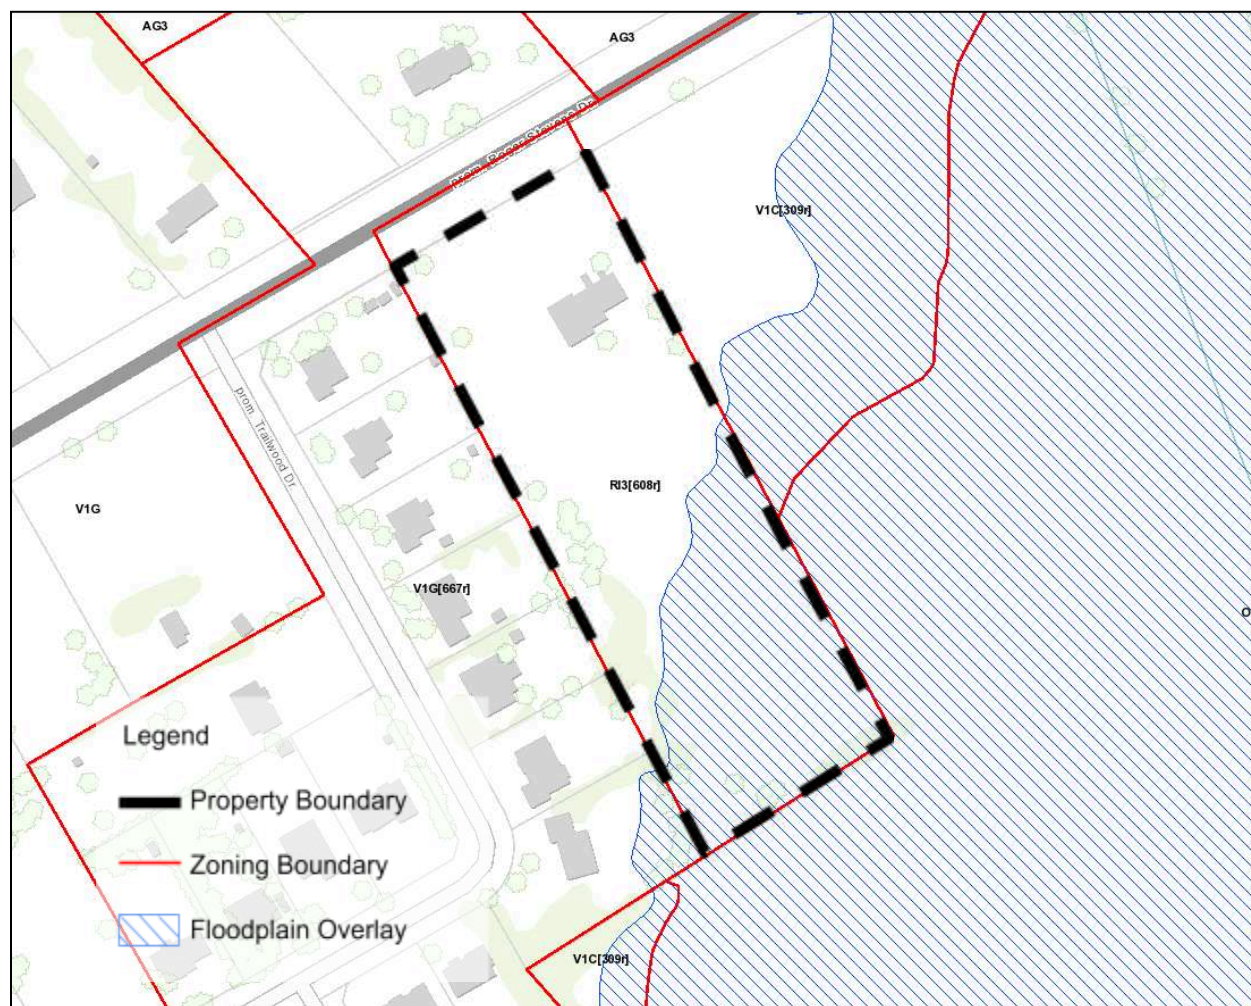 AG3
AG3
prom. Roger Stevens Dr
V1C[309r]
prom. Trailwood Dr
RI3[608r]
V1G
V1G[667r]
O
Legend
Property Boundary
Zoning Boundary
Floodplain Overlay
V1C[309r]